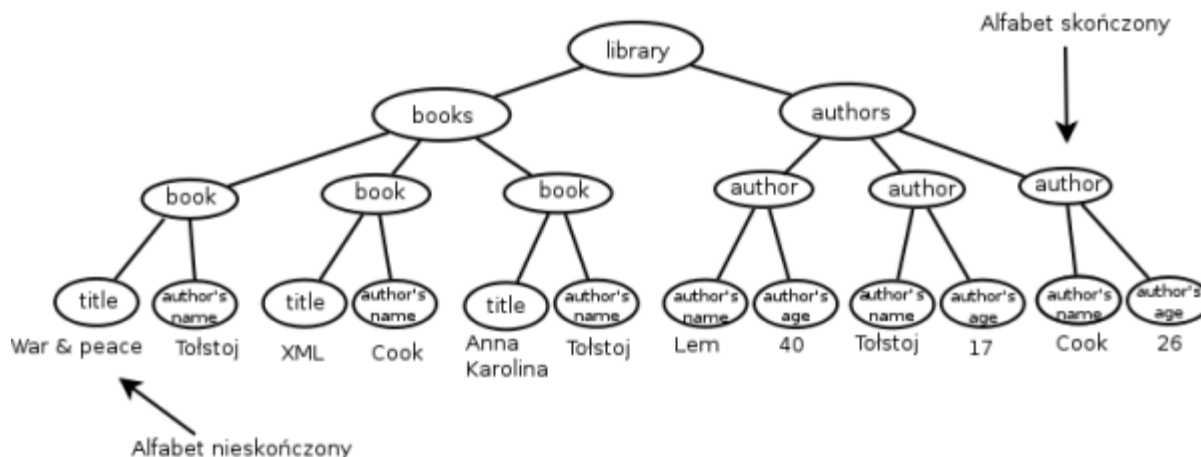 Alfabet skończony
library
books
authors
book
book
book
author
author
author
title
author's
name
title
author's
name
title
author's
name
author's
name
author's
age
author's
name
author's
age
author's
name
author's
age
War & peace
Tołstoj
XML
Cook
Anna
Karolina
Tołstoj
Lem
40
Tołstoj
17
Cook
26
Alfabet nieskończony